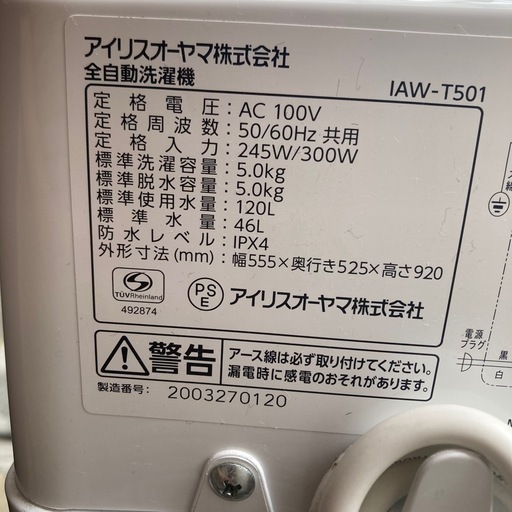 アイリスオーヤマ株式会社
全自動洗濯機 IAW-T501
定格電圧：AC 100V
定格周波数：50/60Hz 共用
定格入力：245W/300W
標準洗濯容量：5.0kg
標準脱水容量：5.0kg
標準使用水量：120L
標準水量：46L
防水レベル：IPX4
外形寸法(mm)：幅555×奥行き525×高さ920
TÜVRheinland
492874
PSE
アイリスオーヤマ株式会社
警告
アース線は必ず取り付けてください。
漏電時に感電のおそれがあります。
製造番号: 2003270120
電源
プラグ
黒
白